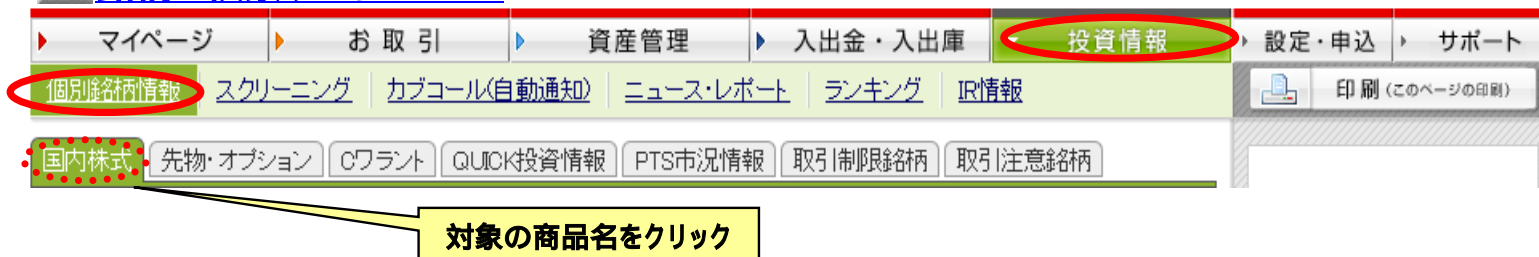 マイページ お 取 引 資産管理 入出金・入出庫 投資情報 設定・申込 サポート
個別銘柄情報 スクリーニング カブコール(自動通知) ニュース・レポート ランキング IR情報 印 刷 (このページの印刷)
国内株式 先物・オプション Cワラント QUICK投資情報 PTS市況情報 取引制限銘柄 取引注意銘柄
対象の商品名をクリック